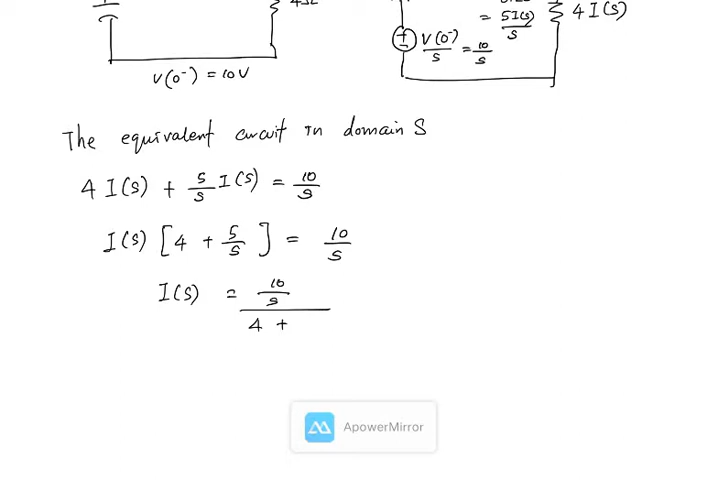 4 I(s)
= 5I(s)/s
V(0⁻)/s = 10/s
V(0⁻) = 10V
The equivalent circuit in domain S
4 I(s) + 5/s I(s) = 10/s
I(s) [4 + 5/s] = 10/s
I(s) = 10/s
4 +
ApowerMirror